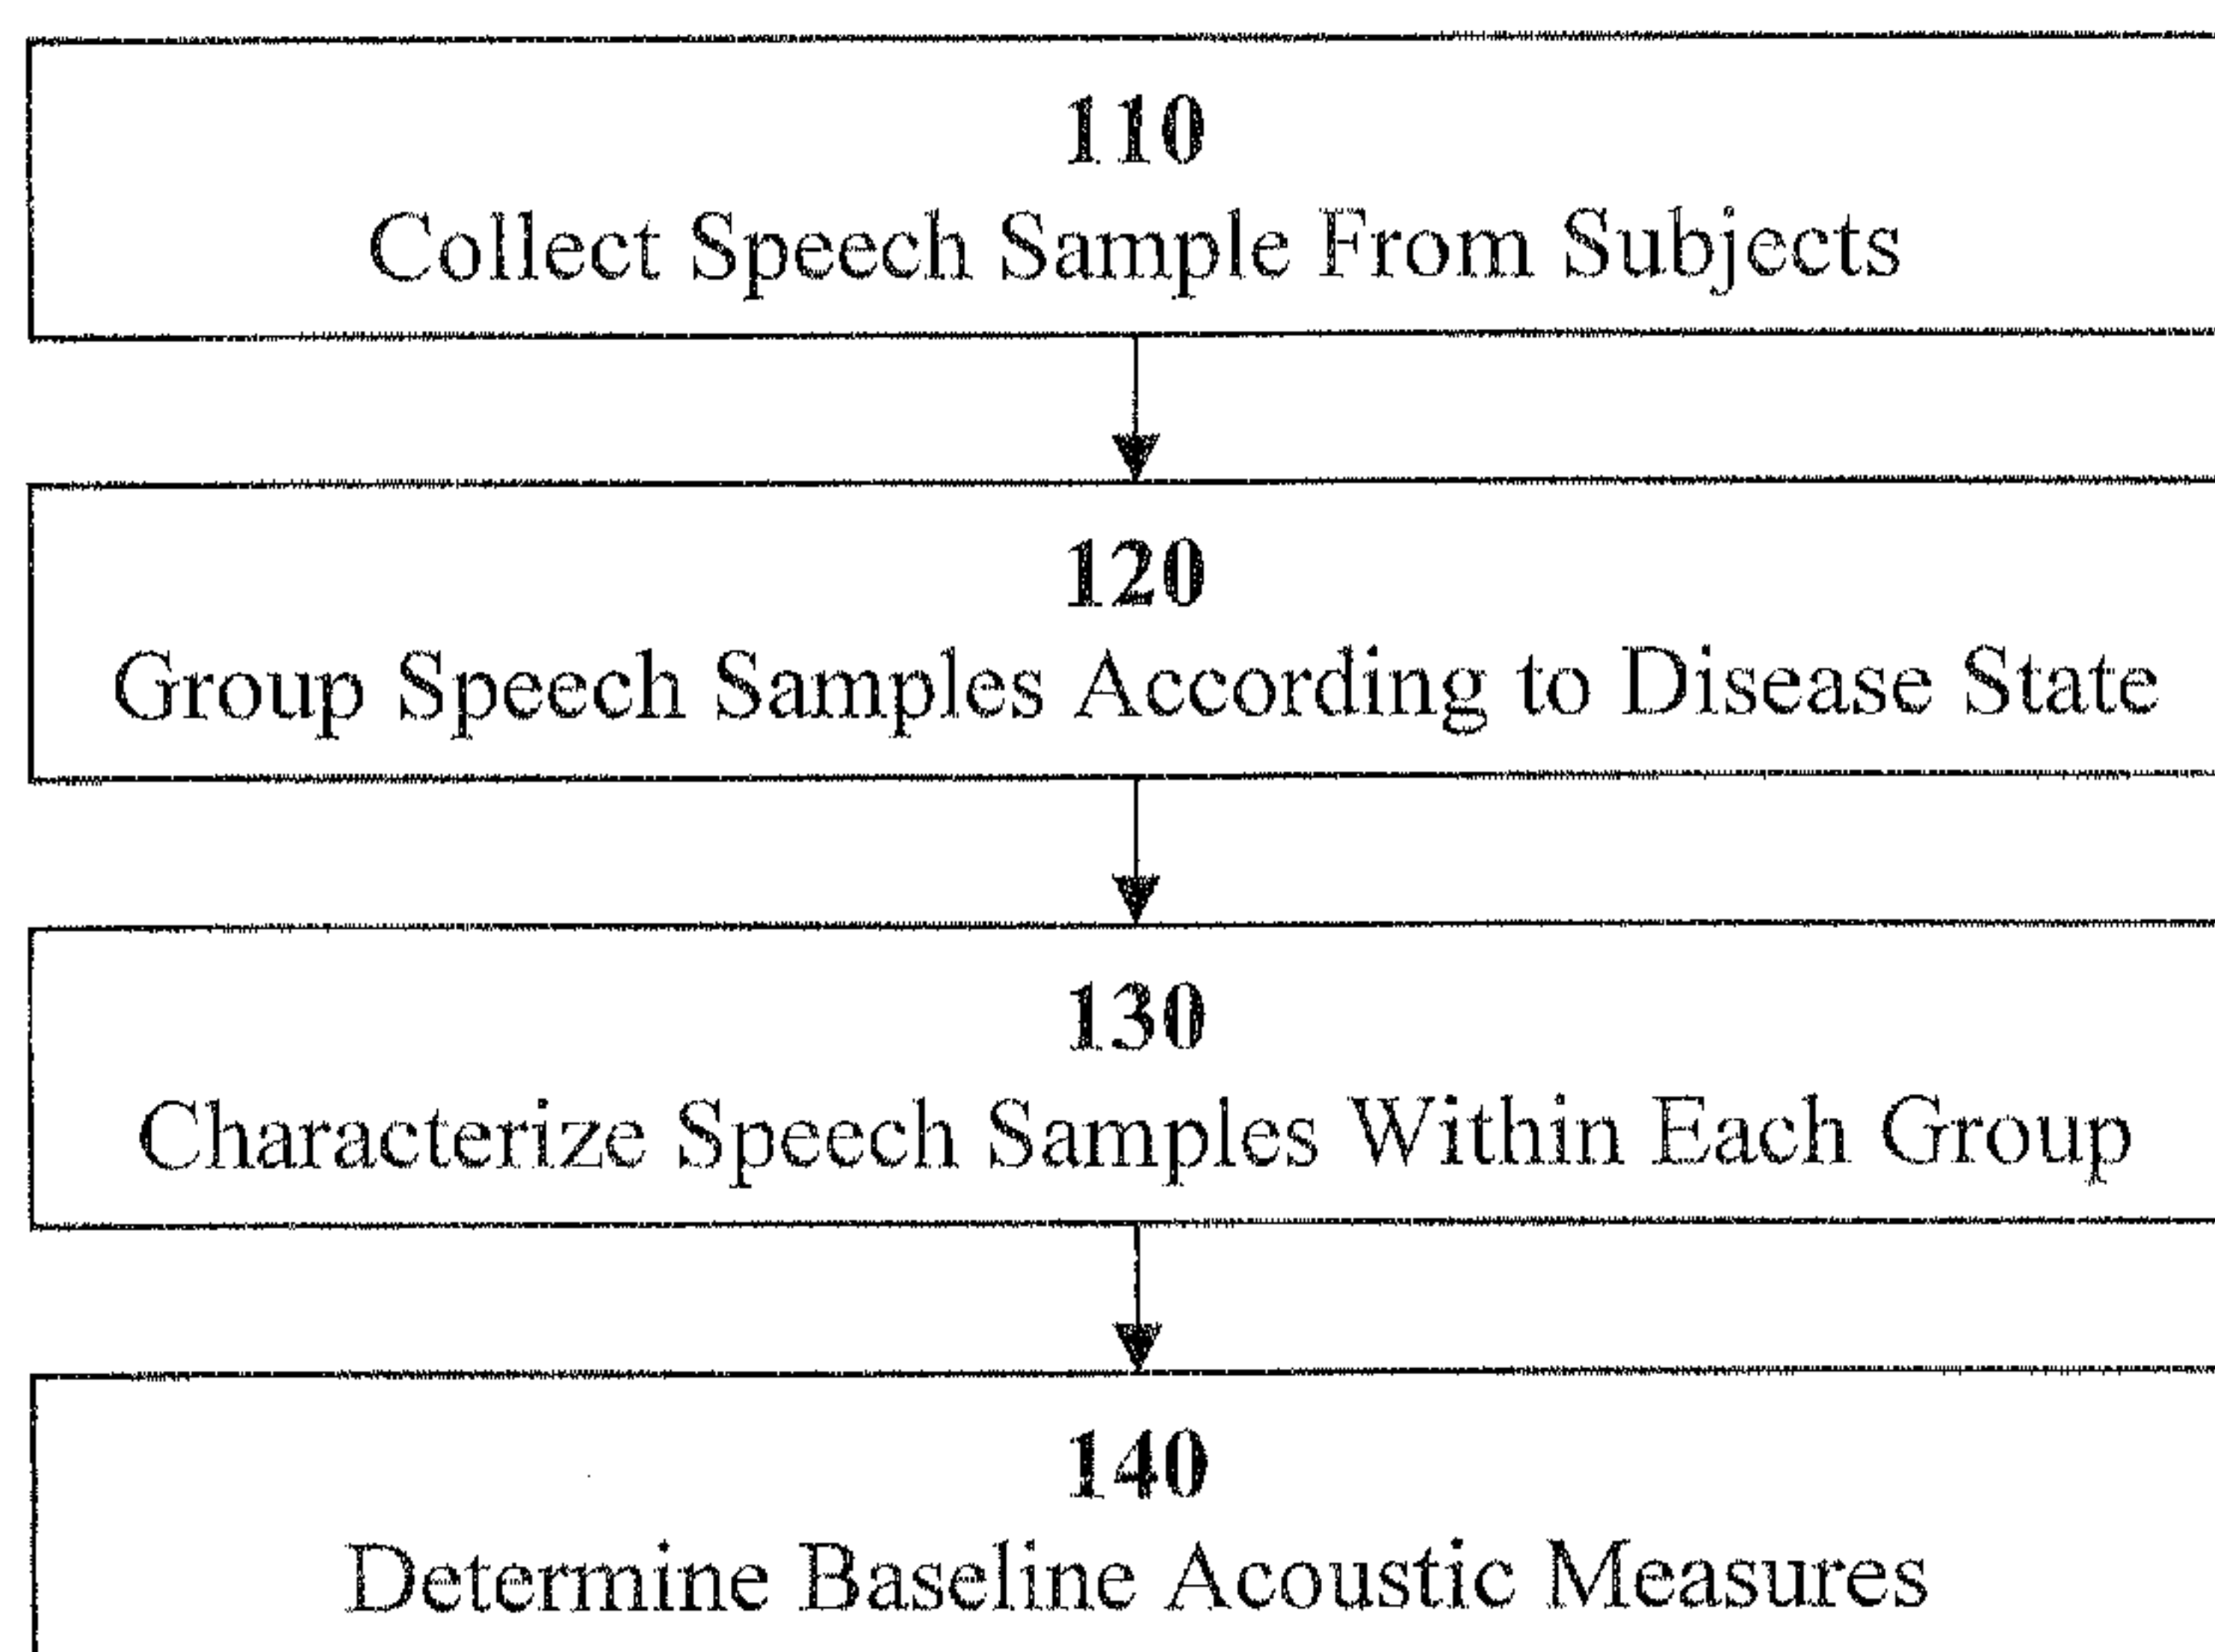 110
Collect Speech Sample From Subjects
120
Group Speech Samples According to Disease State
130
Characterize Speech Samples Within Each Group
140
Determine Baseline Acoustic Measures